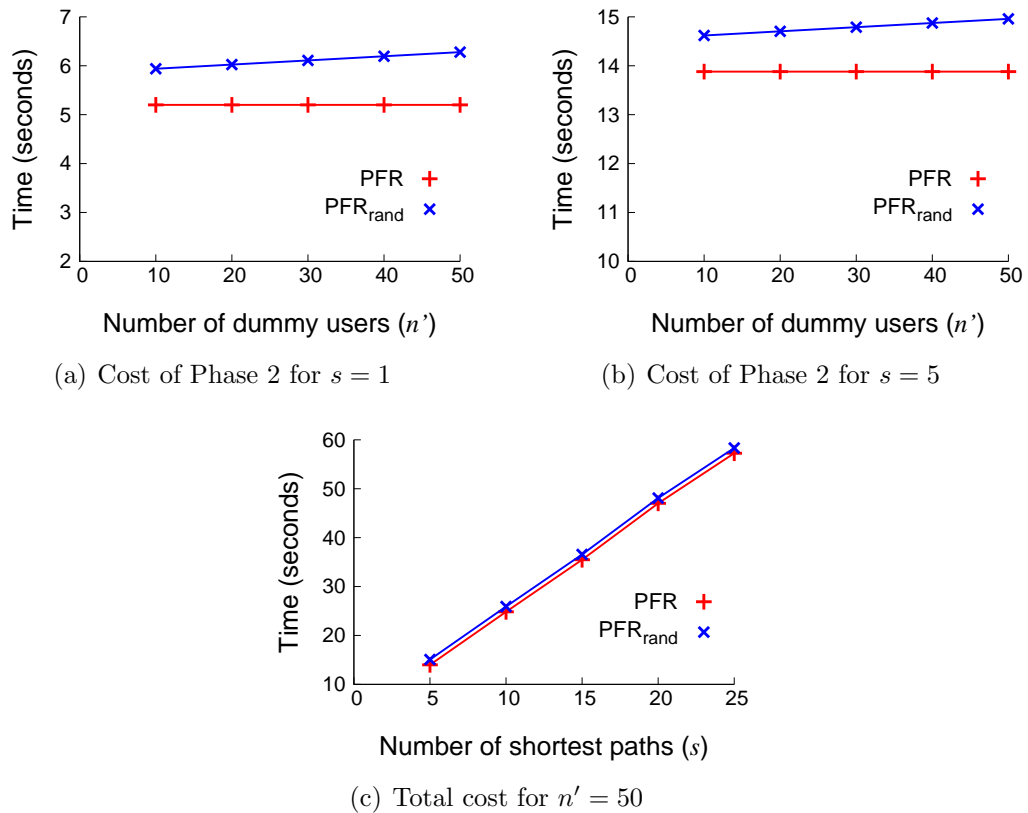 7
6
5
4
3
2
0 10 20 30 40 50
Time (seconds)
Number of dummy users (n’)
PFR
PFRrand
(a) Cost of Phase 2 for s = 1
15
14
13
12
11
10
0 10 20 30 40 50
Time (seconds)
Number of dummy users (n’)
PFR
PFRrand
(b) Cost of Phase 2 for s = 5
60
50
40
30
20
10
0 5 10 15 20 25
Time (seconds)
Number of shortest paths (s)
PFR
PFRrand
(c) Total cost for n′ = 50